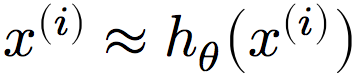 x^{(i)} ≈ h_θ(x^{(i)})